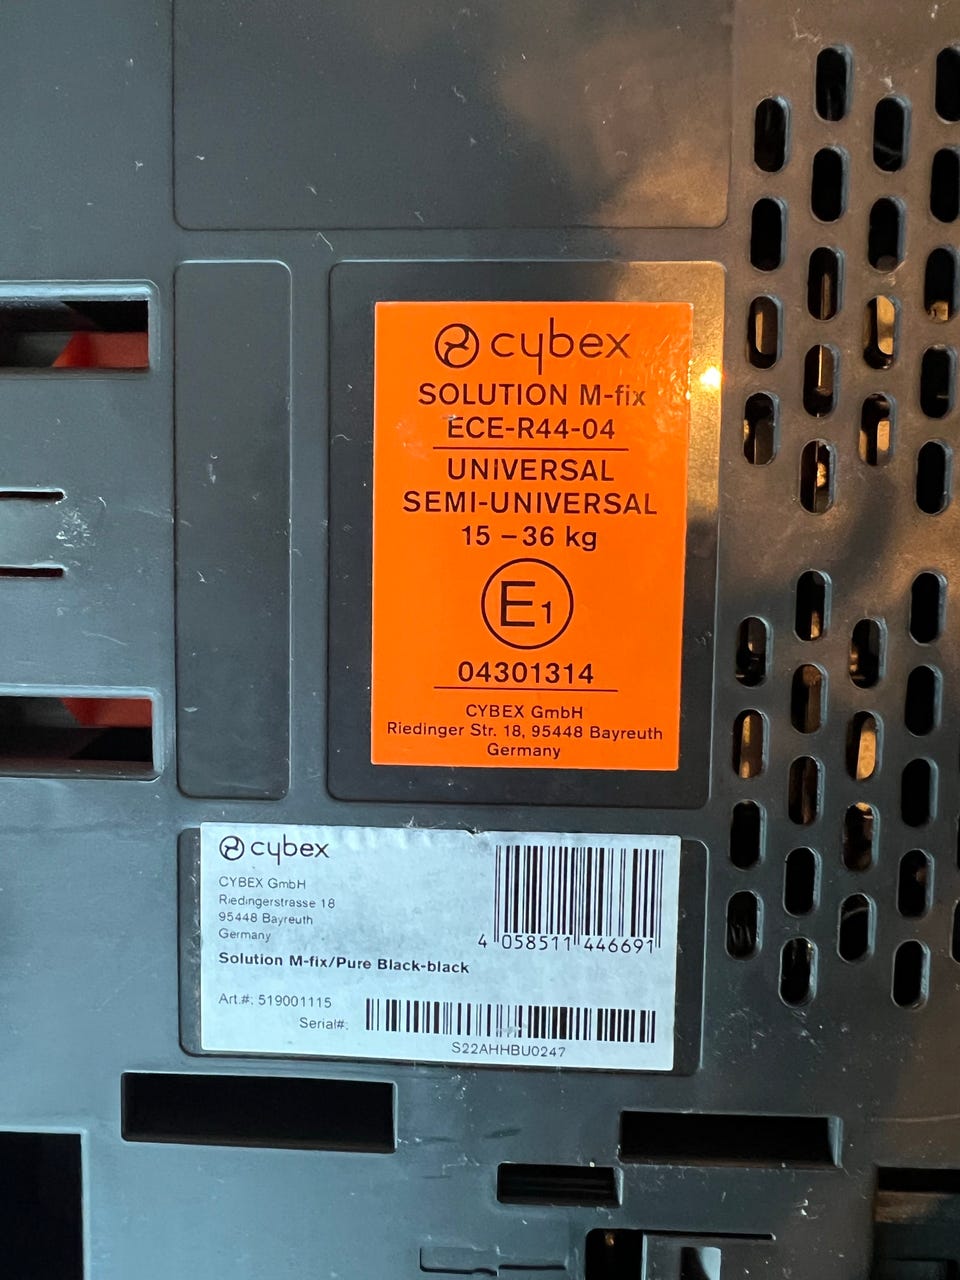 cybex
SOLUTION M-fix
ECE-R44-04
UNIVERSAL
SEMI-UNIVERSAL
15 – 36 kg
E1
04301314
CYBEX GmbH
Riedinger Str. 18, 95448 Bayreuth
Germany
cybex
CYBEX GmbH
Riedingerstrasse 18
95448 Bayreuth
Germany
4 058511 446691
Solution M-fix/Pure Black-black
Art.#: 519001115
Serial#:
S22AHHBU0247